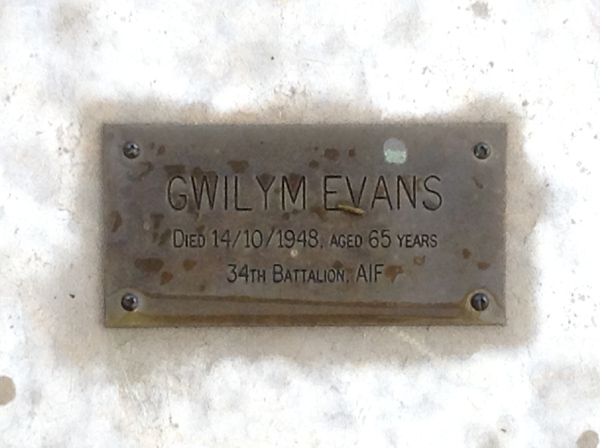 GWILYM EVANS
DIED 14/10/1948, AGED 65 YEARS
34TH BATTALION, AIF